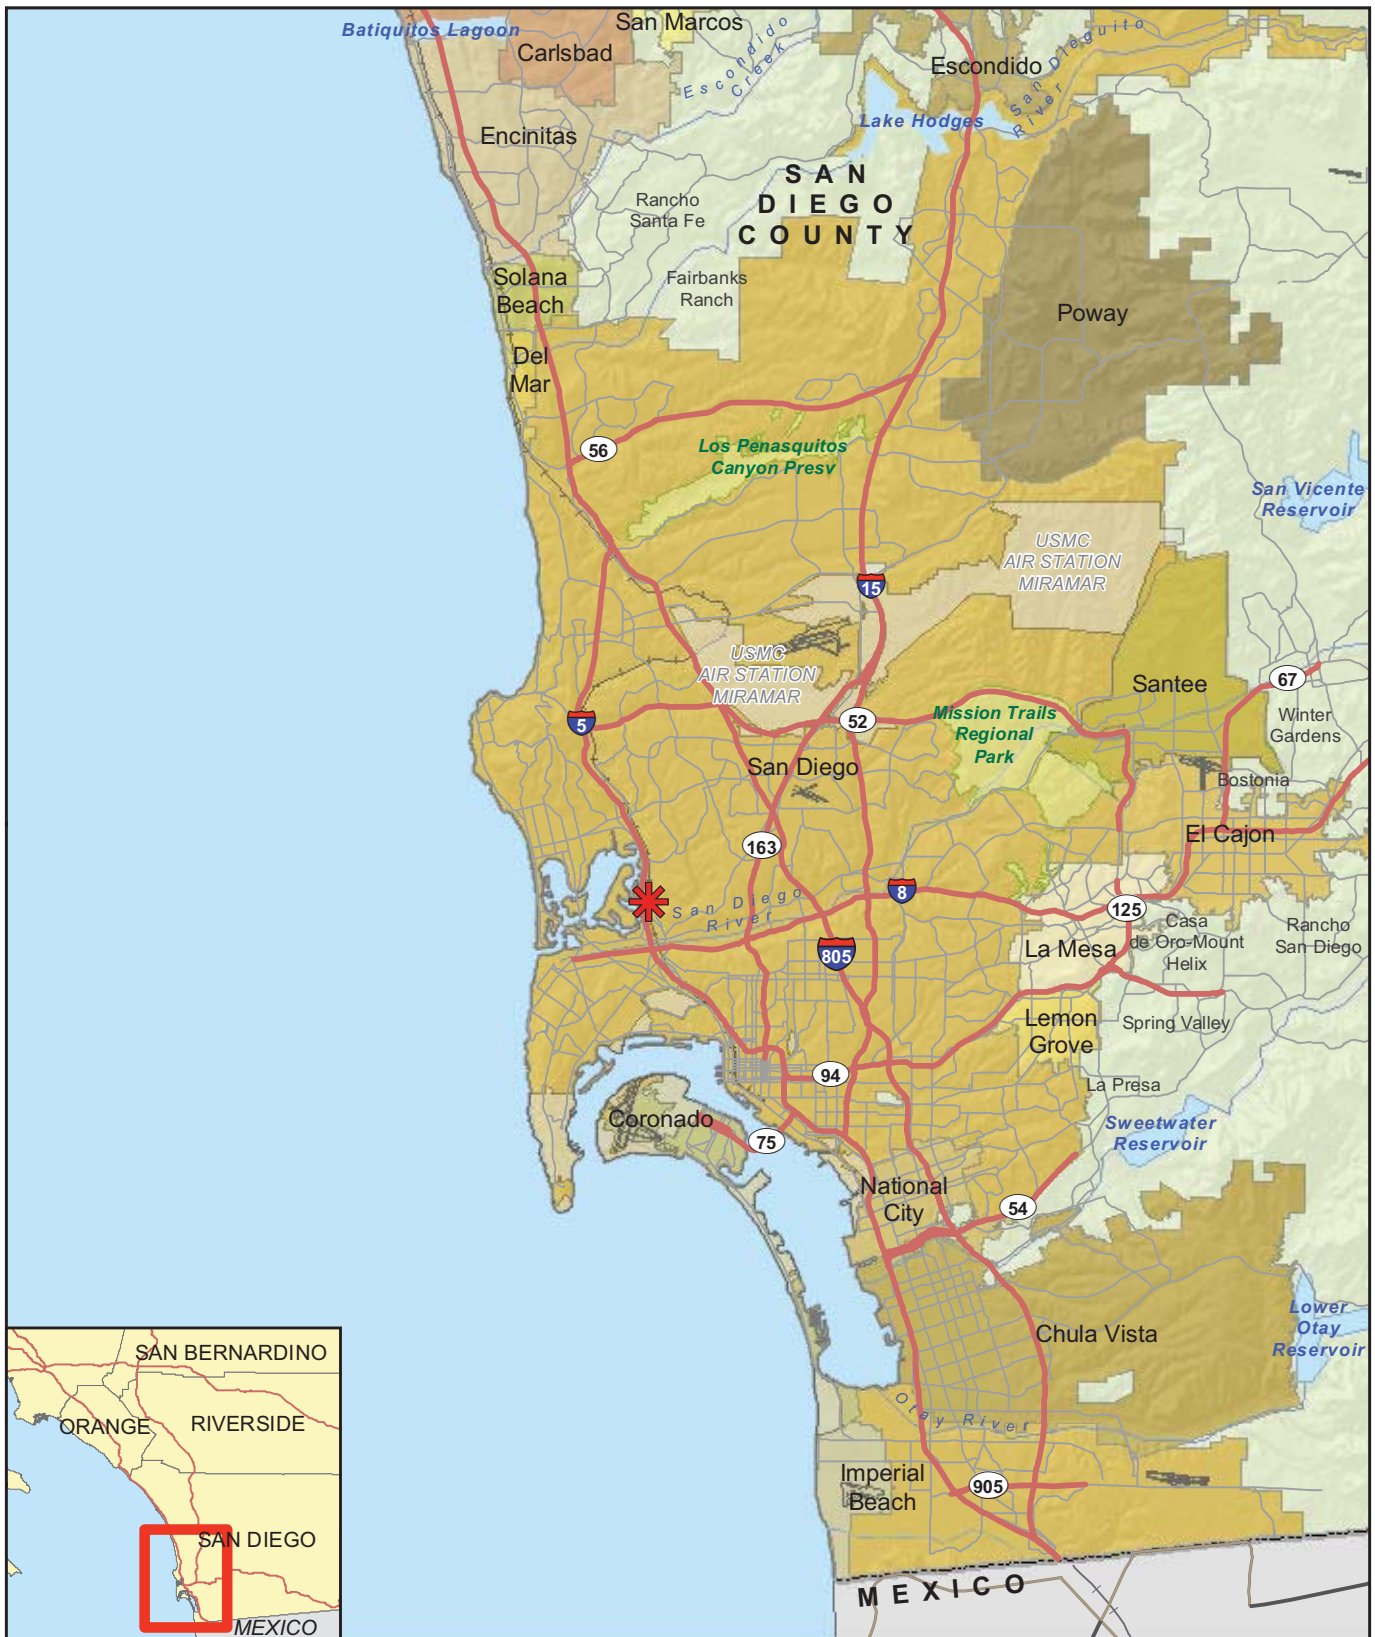 San Marcos
Batiquitos Lagoon
Carlsbad
Escondido
Creek
Escondido
San Dieguito
River
Lake Hodges
Encinitas
SAN
DIEGO
COUNTY
Rancho
Santa Fe
Solana
Beach
Fairbanks
Ranch
Poway
Del
Mar
56
Los Penasquitos
Canyon Presv
San Vicente
Reservoir
USMC
AIR STATION
MIRAMAR
15
USMC
AIR STATION
MIRAMAR
Santee
67
5
52
Mission Trails
Regional
Park
Winter
Gardens
San Diego
Bostonia
163
El Cajon
8
San Diego
River
125
805
La Mesa
Casa
de Oro-Mount
Helix
Rancho
San Diego
Lemon
Grove
Spring Valley
94
La Presa
Coronado
75
Sweetwater
Reservoir
National
City
54
Chula Vista
Lower
Otay
Reservoir
Otay River
Imperial
Beach
905
MEXICO
SAN BERNARDINO
ORANGE
RIVERSIDE
SAN DIEGO
MEXICO